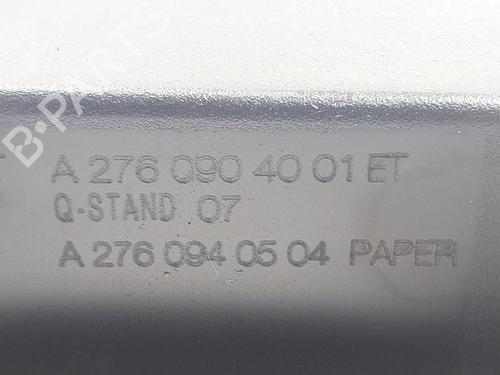 B-PARTS
A 276 090 40 01 ET
Q-STAND 07
A 276 094 05 04 PAPER